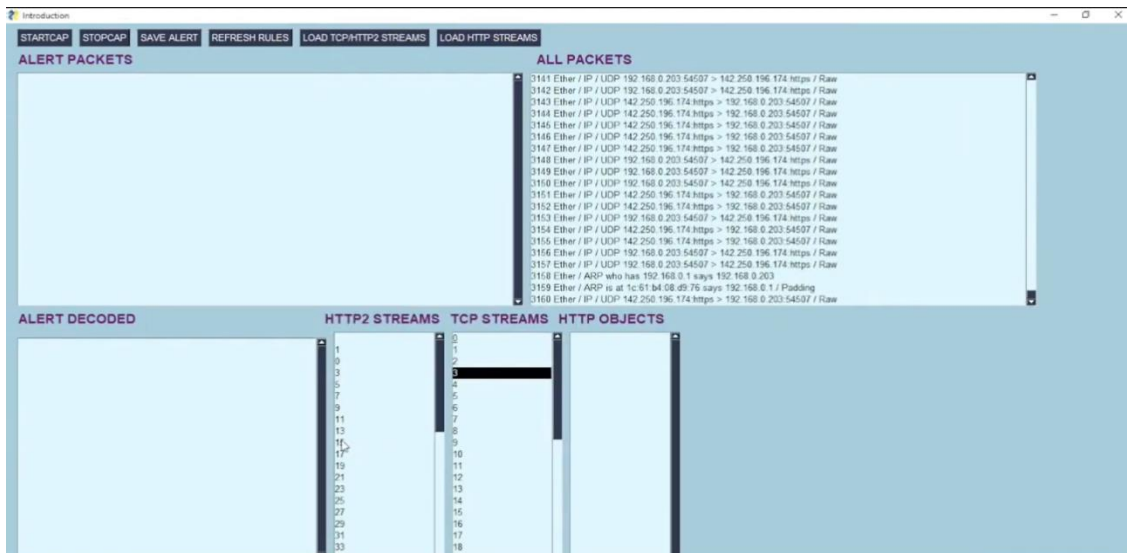 Introduction
STARTCAP STOPCAP SAVE ALERT REFRESH RULES LOAD TCP/HTTP2 STREAMS LOAD HTTP STREAMS
ALERT PACKETS
ALL PACKETS
3141 Ether / IP / UDP 192.168.0.203:54507 > 142.250.196.174:https / Raw
3142 Ether / IP / UDP 192.168.0.203:54507 > 142.250.196.174:https / Raw
3143 Ether / IP / UDP 142.250.196.174:https > 192.168.0.203:54507 / Raw
3144 Ether / IP / UDP 142.250.196.174:https > 192.168.0.203:54507 / Raw
3145 Ether / IP / UDP 142.250.196.174:https > 192.168.0.203:54507 / Raw
3146 Ether / IP / UDP 142.250.196.174:https > 192.168.0.203:54507 / Raw
3147 Ether / IP / UDP 142.250.196.174:https > 192.168.0.203:54507 / Raw
3148 Ether / IP / UDP 192.168.0.203:54507 > 142.250.196.174:https / Raw
3149 Ether / IP / UDP 192.168.0.203:54507 > 142.250.196.174:https / Raw
3150 Ether / IP / UDP 192.168.0.203:54507 > 142.250.196.174:https / Raw
3151 Ether / IP / UDP 142.250.196.174:https > 192.168.0.203:54507 / Raw
3152 Ether / IP / UDP 142.250.196.174:https > 192.168.0.203:54507 / Raw
3153 Ether / IP / UDP 192.168.0.203:54507 > 142.250.196.174:https / Raw
3154 Ether / IP / UDP 192.168.0.203:54507 > 142.250.196.174:https / Raw
3155 Ether / IP / UDP 142.250.196.174:https > 192.168.0.203:54507 / Raw
3156 Ether / IP / UDP 142.250.196.174:https > 192.168.0.203:54507 / Raw
3157 Ether / IP / UDP 142.250.196.174:https > 192.168.0.203:54507 / Raw
3158 Ether / ARP who has 192.168.0.1 says 192.168.0.203
3159 Ether / ARP is at 1c:61:b4:08:d9:76 says 192.168.0.1 / Padding
3160 Ether / IP / UDP 142.250.196.174:https > 192.168.0.203:54507 / Raw
ALERT DECODED
HTTP2 STREAMS
1
0
3
5
7
9
11
13
17
19
21
23
25
27
29
31
33
TCP STREAMS
0
1
2
3
4
5
6
7
8
9
10
11
12
13
14
15
16
17
18
HTTP OBJECTS